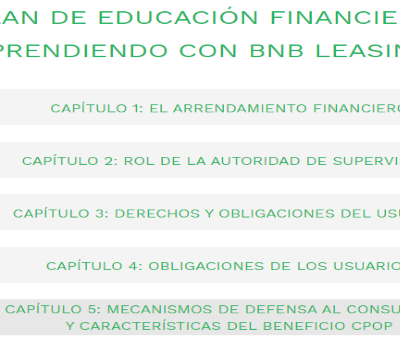 LAN DE EDUCACIÓN FINANCIE
PRENDIENDO CON BNB LEASIN
CAPÍTULO 1: EL ARRENDAMIENTO FINANCIERO
CAPÍTULO 2: ROL DE LA AUTORIDAD DE SUPERVIS
CAPÍTULO 3: DERECHOS Y OBLIGACIONES DEL USU
CAPÍTULO 4: OBLIGACIONES DE LOS USUARIO
CAPÍTULO 5: MECANISMOS DE DEFENSA AL CONSU
Y CARACTERÍSTICAS DEL BENEFICIO CPOP